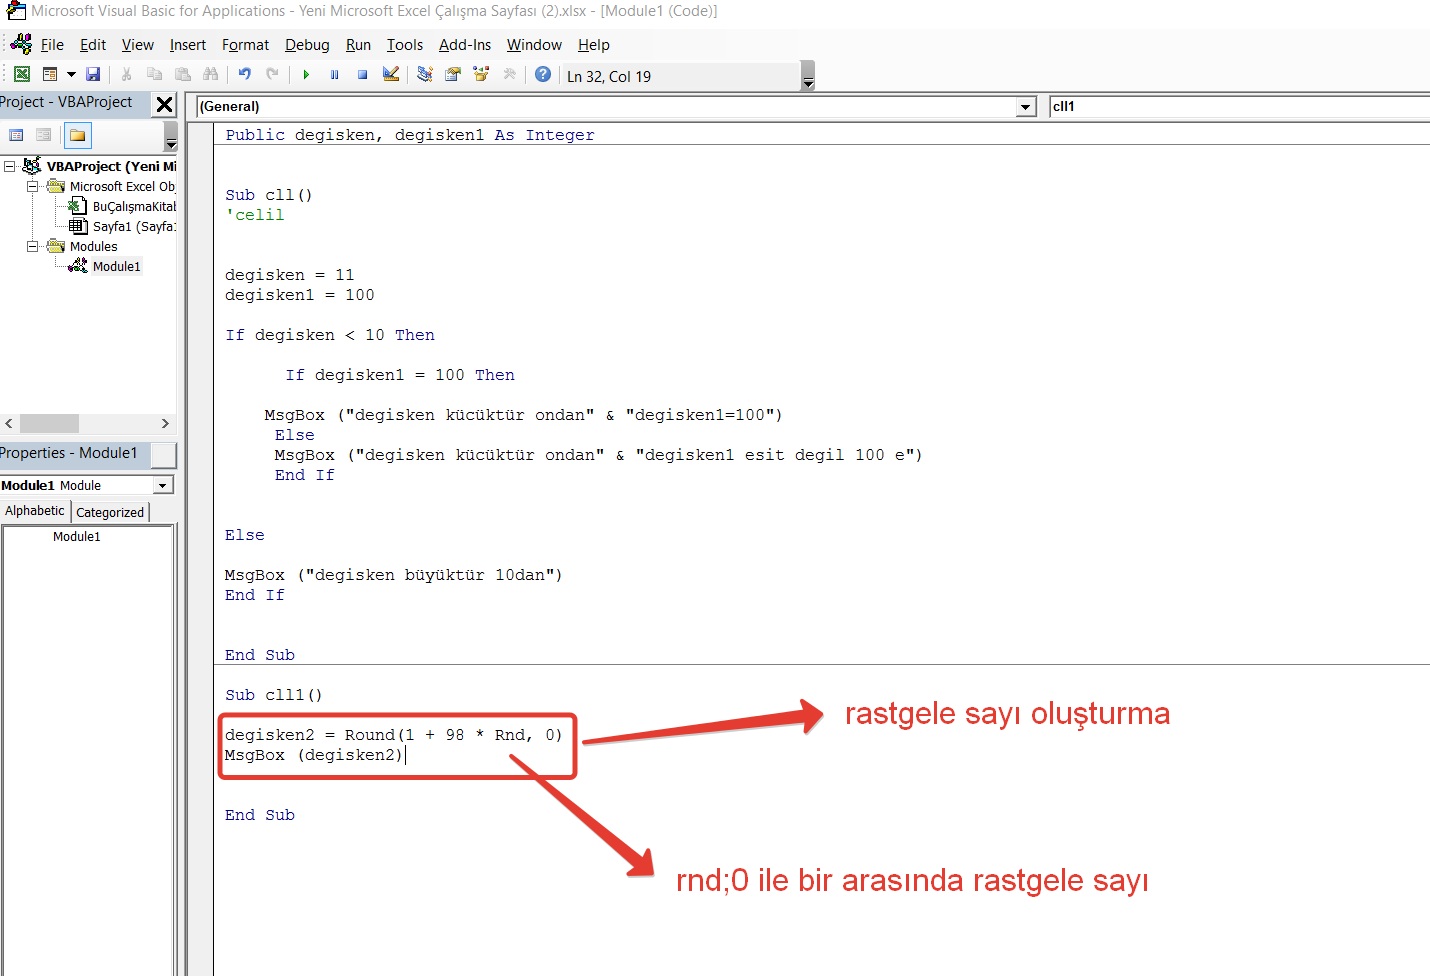 Microsoft Visual Basic for Applications - Yeni Microsoft Excel Çalışma Sayfası (2).xlsx - [Module1 (Code)]
File Edit View Insert Format Debug Run Tools Add-Ins Window Help
Ln 32, Col 19
Project - VBAProject
VBAProject (Yeni Mi
Microsoft Excel Ob
BuÇalışmaKitab
Sayfa1 (Sayfa1
Modules
Module1
Properties - Module1
Module1 Module
Alphabetic Categorized
Module1
(General)
cll1
Public degisken, degisken1 As Integer
Sub cll()
'celil
degisken = 11
degisken1 = 100
If degisken < 10 Then
If degisken1 = 100 Then
MsgBox ("degisken kücüktür ondan" & "degisken1=100")
Else
MsgBox ("degisken kücüktür ondan" & "degisken1 esit degil 100 e")
End If
Else
MsgBox ("degisken büyüktür 10dan")
End If
End Sub
Sub cll1()
degisken2 = Round(1 + 98 * Rnd, 0)
MsgBox (degisken2)
End Sub
rastgele sayı oluşturma
rnd;0 ile bir arasında rastgele sayı